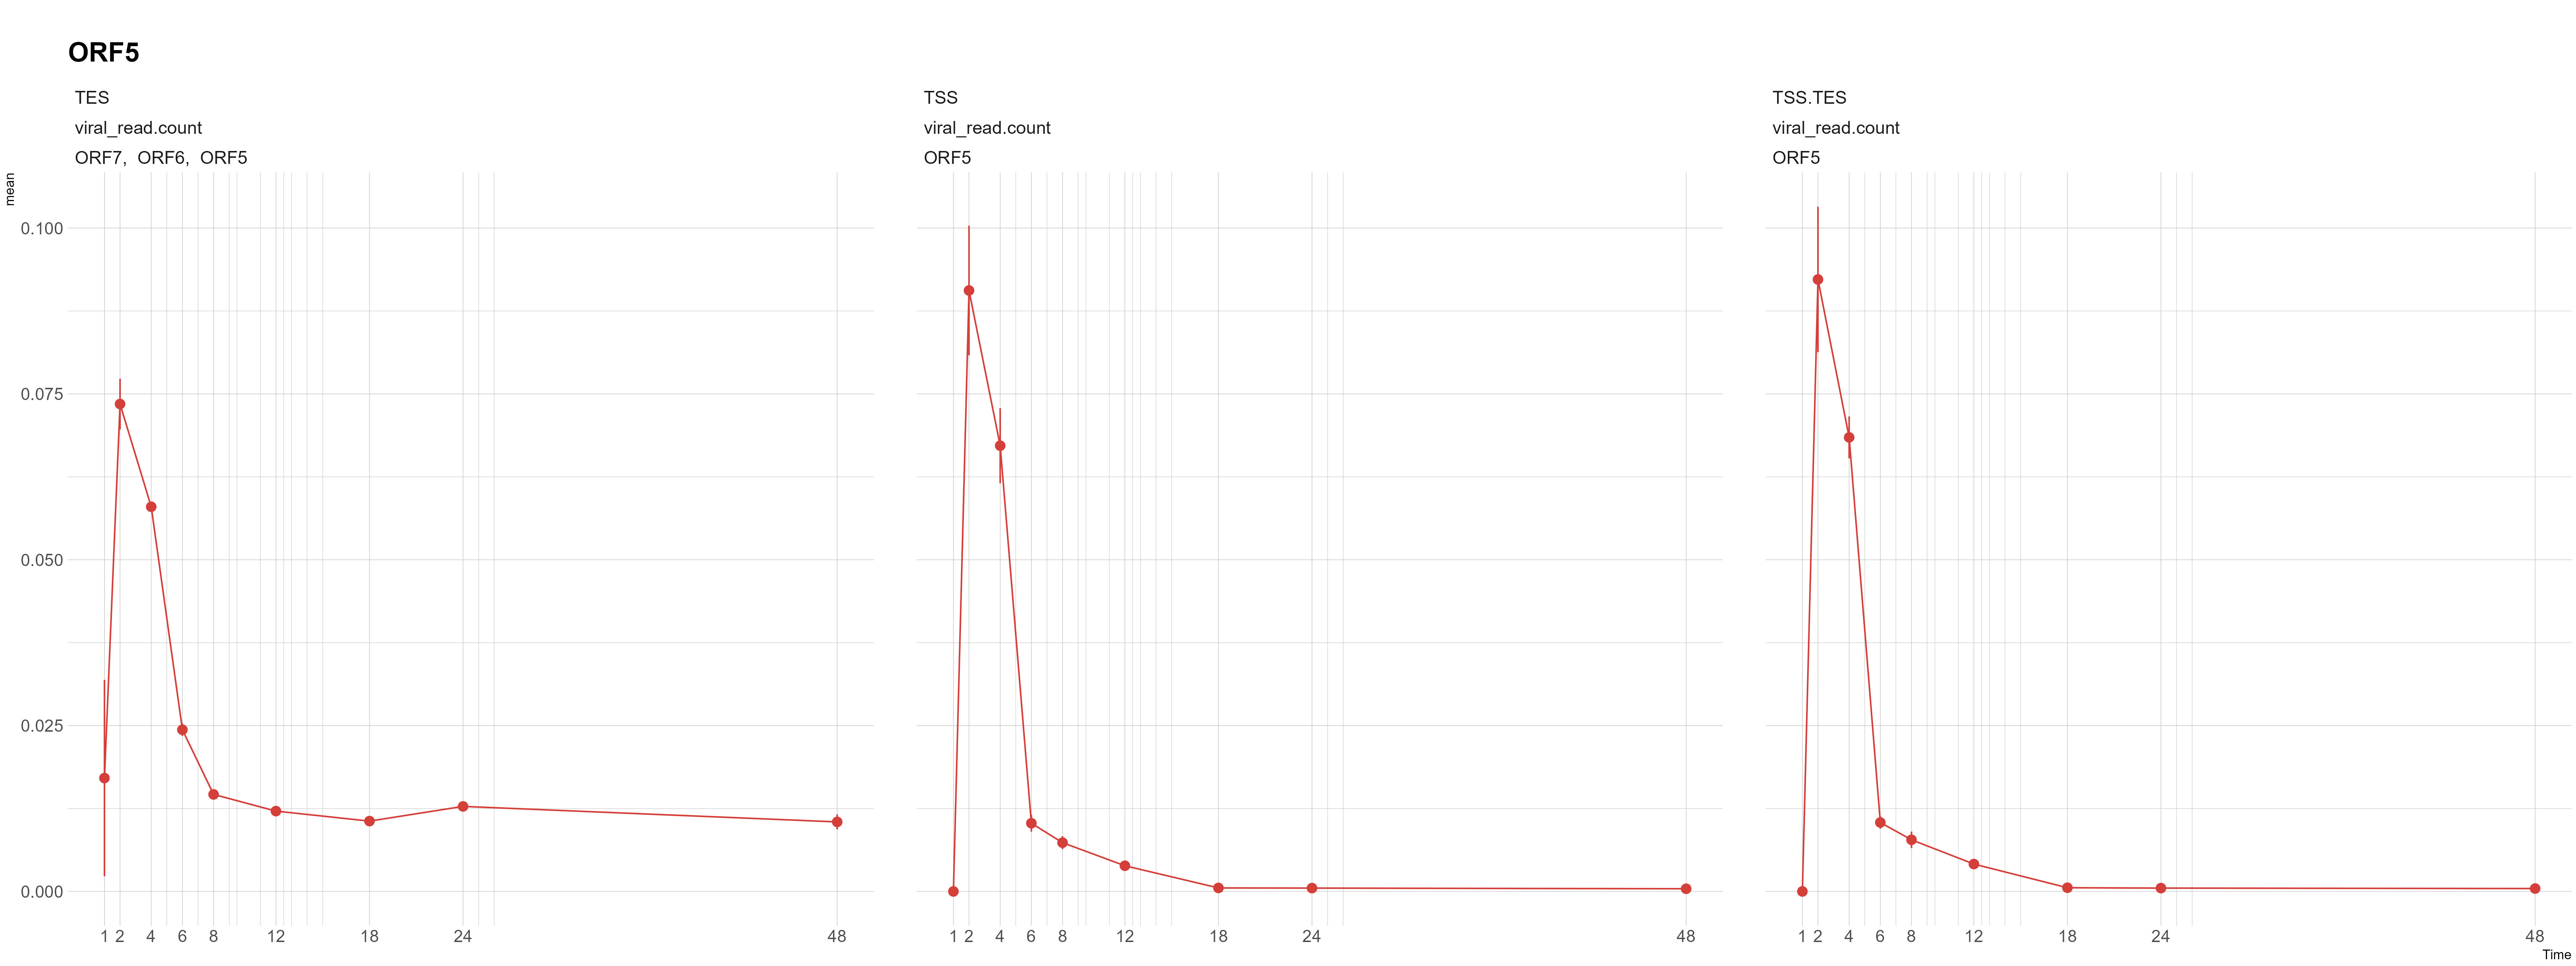 ORF5
TES
viral_read.count
ORF7,  ORF6,  ORF5
TSS
viral_read.count
ORF5
TSS.TES
viral_read.count
ORF5
mean
0.100
0.075
0.050
0.025
0.000
1 2 4 6 8 12 18 24 48
1 2 4 6 8 12 18 24 48
1 2 4 6 8 12 18 24 48
Time